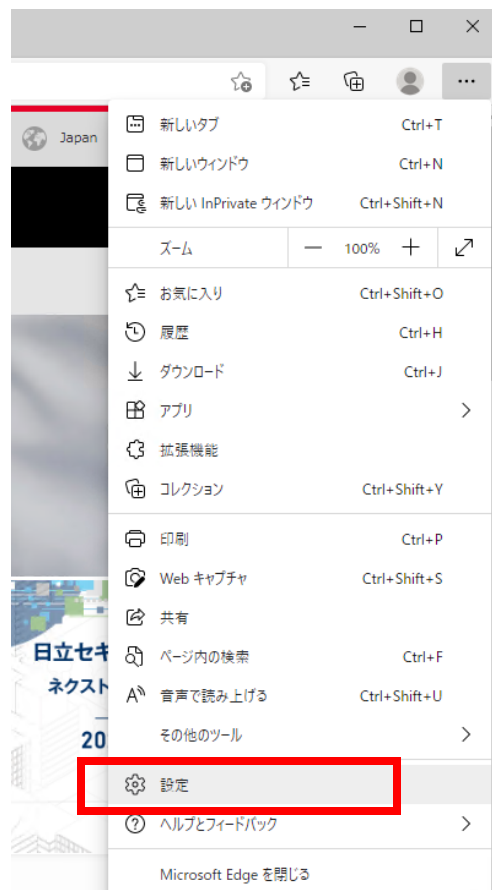 Japan
新しいタブ Ctrl+T
新しいウィンドウ Ctrl+N
新しい InPrivate ウィンドウ Ctrl+Shift+N
ズーム 100%
お気に入り Ctrl+Shift+O
履歴 Ctrl+H
ダウンロード Ctrl+J
アプリ
拡張機能
コレクション Ctrl+Shift+Y
印刷 Ctrl+P
Web キャプチャ Ctrl+Shift+S
共有
日立セキ
ページ内の検索 Ctrl+F
ネクスト
音声で読み上げる Ctrl+Shift+U
20
その他のツール
設定
ヘルプとフィードバック
Microsoft Edge を閉じる